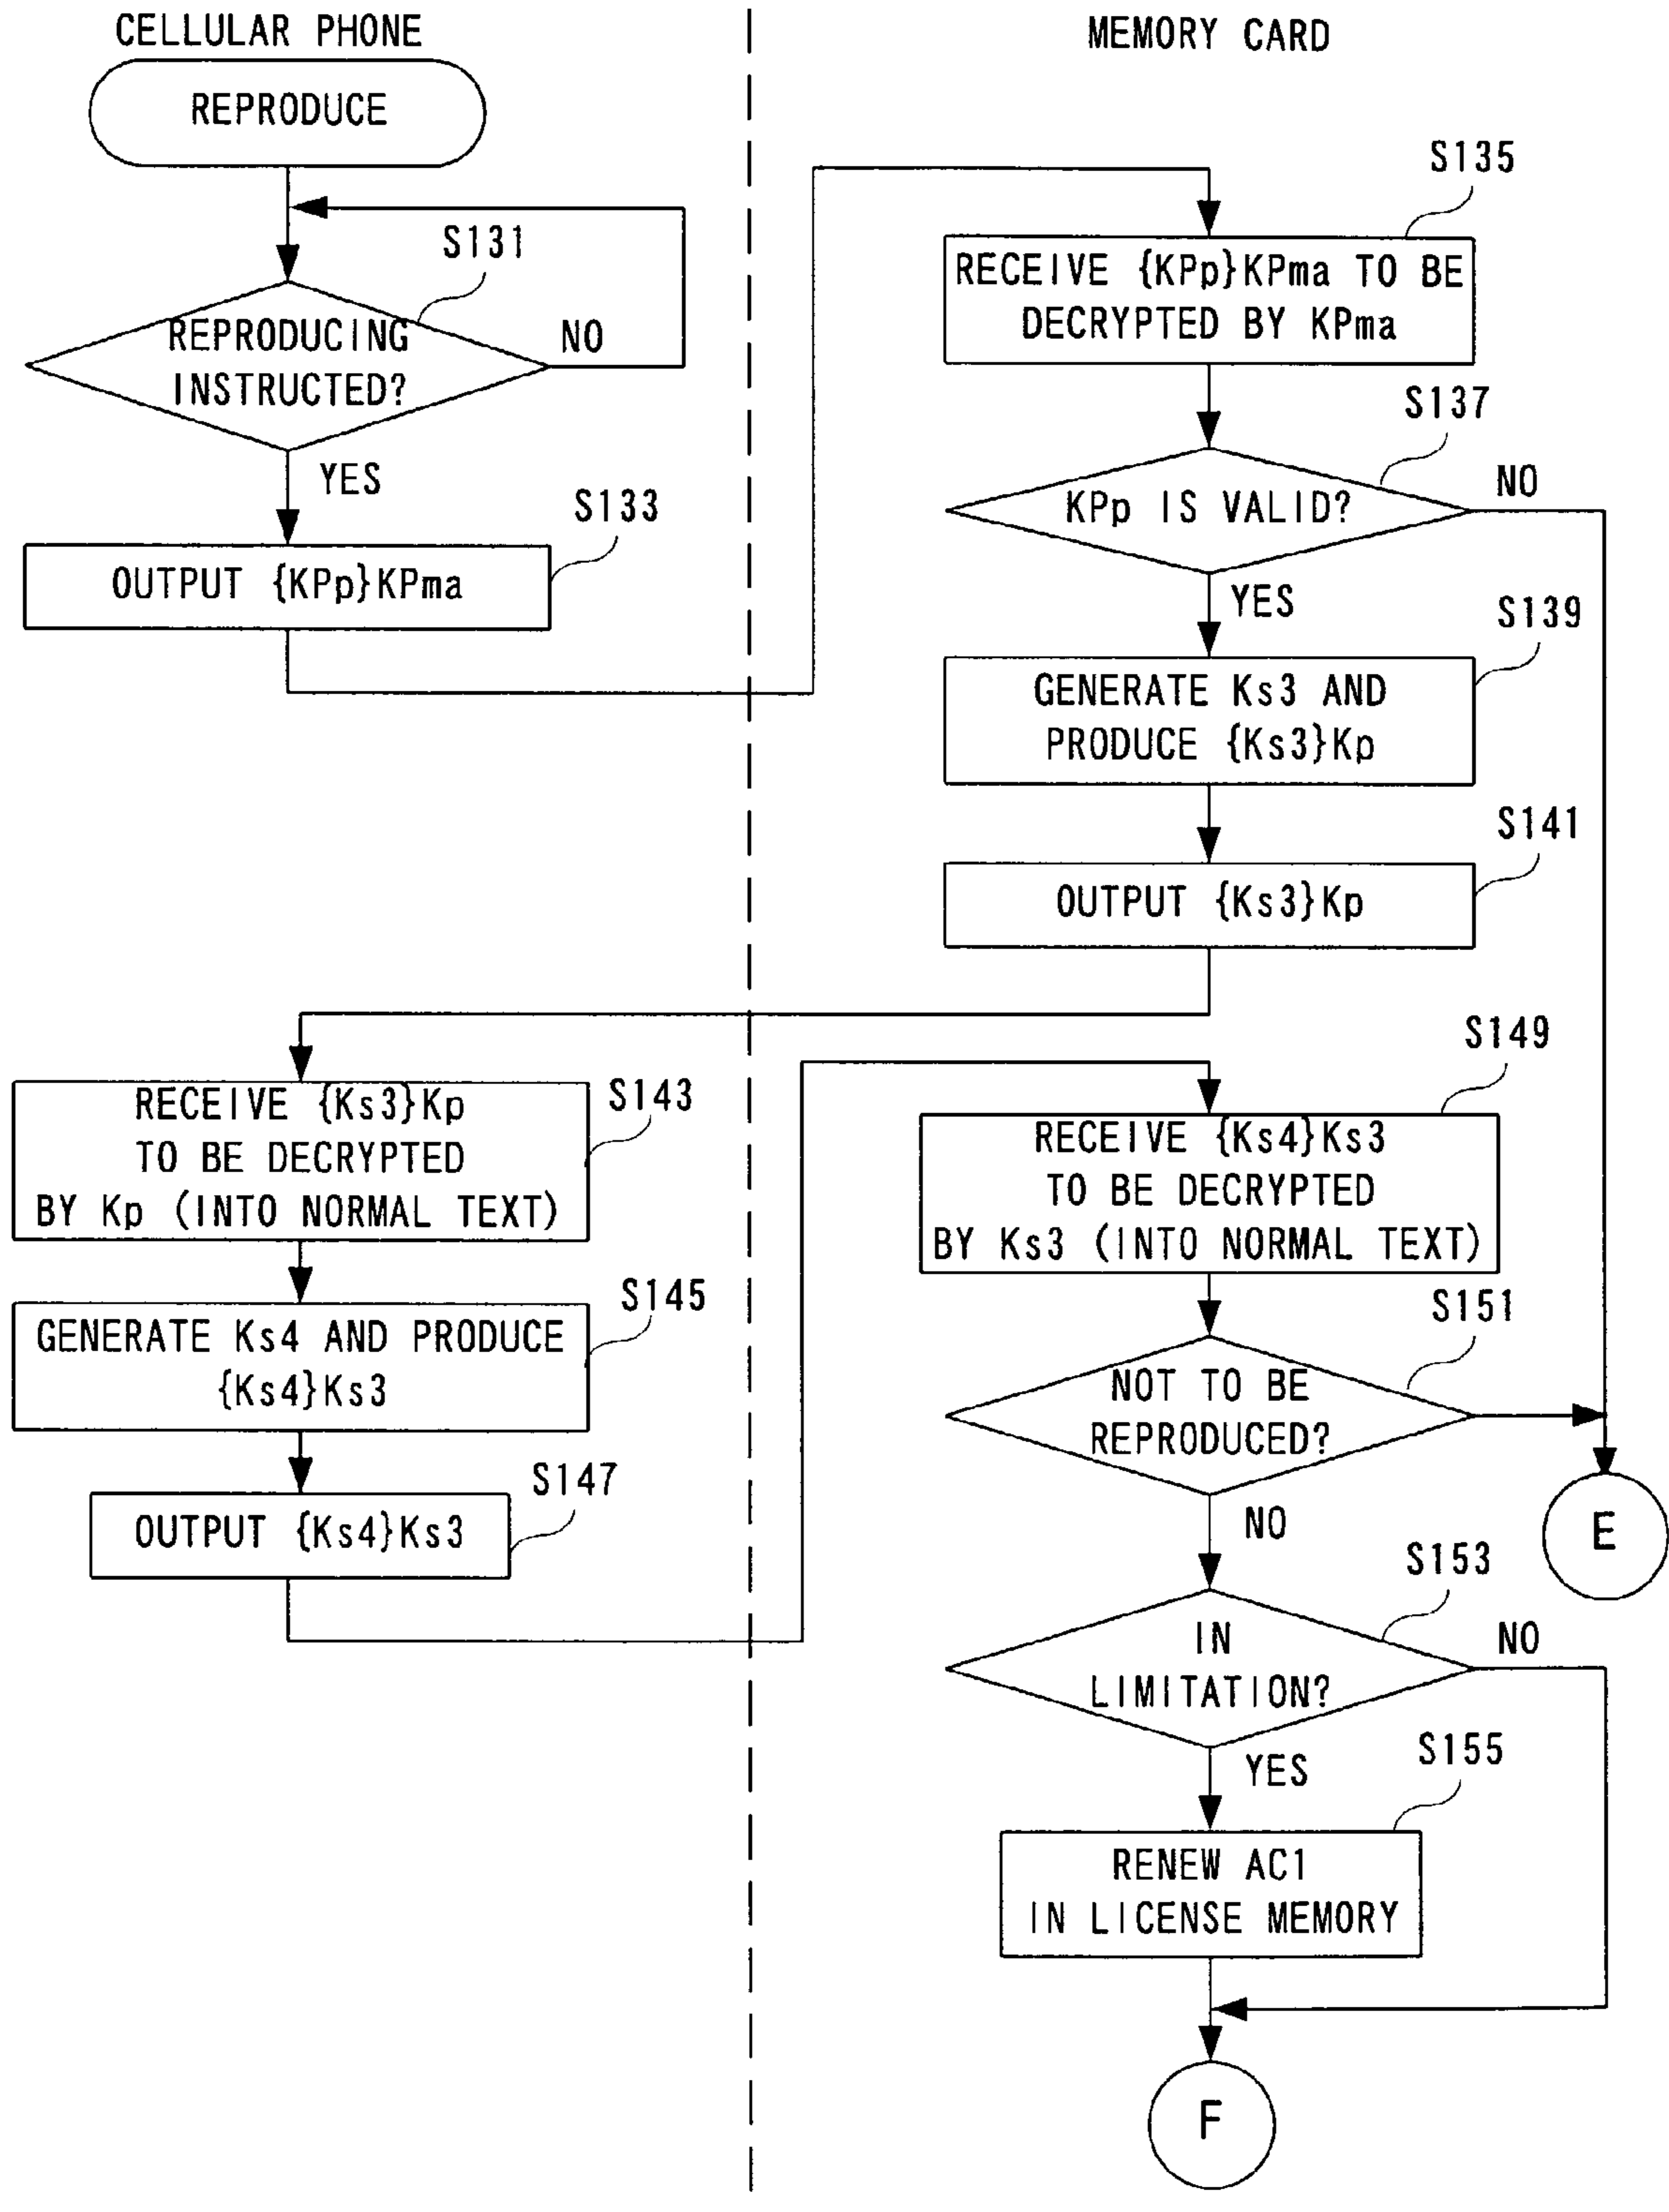 CELLULAR PHONE
MEMORY CARD
REPRODUCE
S131
REPRODUCING
INSTRUCTED?
NO
YES
S133
OUTPUT {KPp}KPma
S135
RECEIVE {KPp}KPma TO BE
DECRYPTED BY KPma
S137
KPp IS VALID?
NO
YES
S139
GENERATE Ks3 AND
PRODUCE {Ks3}Kp
S141
OUTPUT {Ks3}Kp
S143
RECEIVE {Ks3}Kp
TO BE DECRYPTED
BY Kp (INTO NORMAL TEXT)
S145
GENERATE Ks4 AND PRODUCE
{Ks4}Ks3
S147
OUTPUT {Ks4}Ks3
S149
RECEIVE {Ks4}Ks3
TO BE DECRYPTED
BY Ks3 (INTO NORMAL TEXT)
S151
NOT TO BE
REPRODUCED?
E
NO
S153
IN
LIMITATION?
NO
YES
S155
RENEW AC1
IN LICENSE MEMORY
F